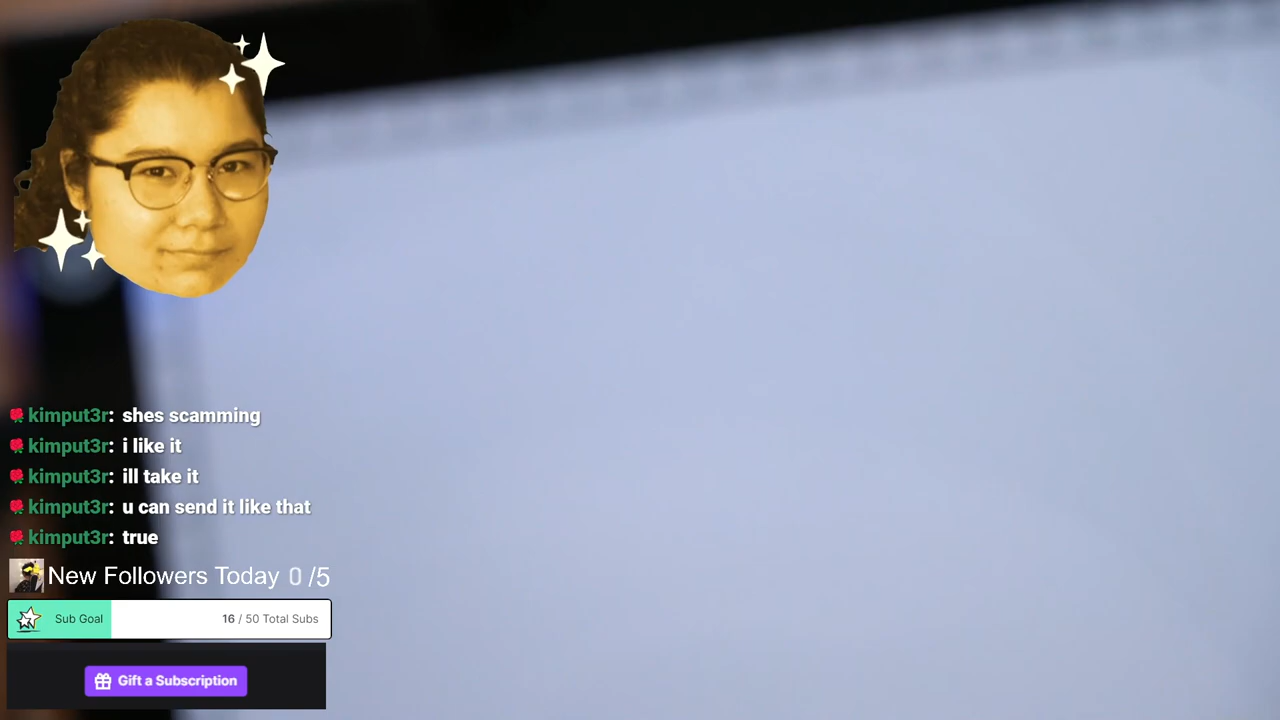 kimput3r: shes scamming
kimput3r: i like it
kimput3r: ill take it
kimput3r: u can send it like that
kimput3r: true
New Followers Today 0 /5
Sub Goal 16 / 50 Total Subs
Gift a Subscription